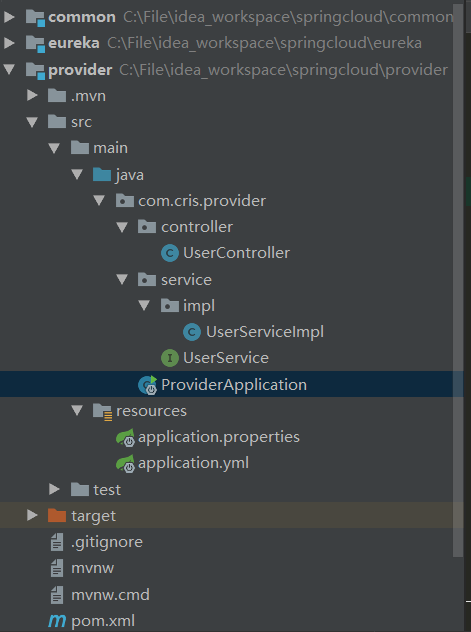 common C:\File\idea_workspace\springcloud\common
eureka C:\File\idea_workspace\springcloud\eureka
provider C:\File\idea_workspace\springcloud\provider
.mvn
src
main
java
com.cris.provider
controller
C UserController
service
impl
C UserServiceImpl
I UserService
C ProviderApplication
resources
application.properties
application.yml
test
target
.gitignore
mvnw
mvnw.cmd
m pom.xml